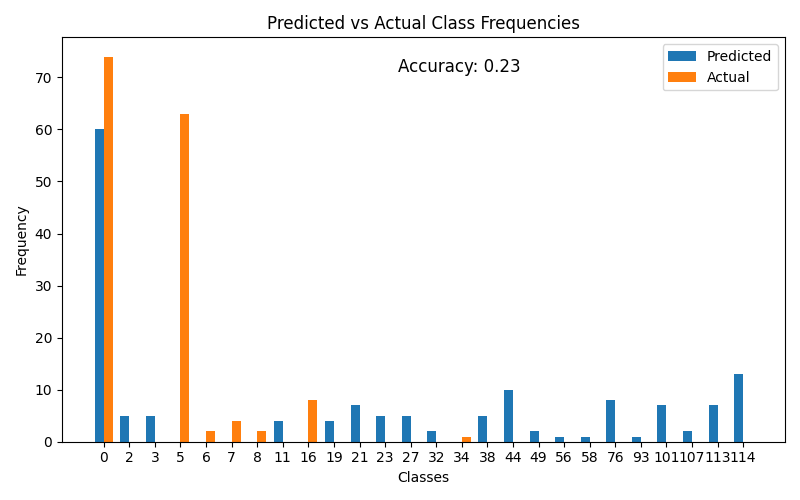 Predicted vs Actual Class Frequencies
Accuracy: 0.23
Predicted
Actual
Frequency
70
60
50
40
30
20
10
0
0 2 3 5 6 7 8 11 16 19 21 23 27 32 34 38 44 49 56 58 76 93 101 107 113 114
Classes